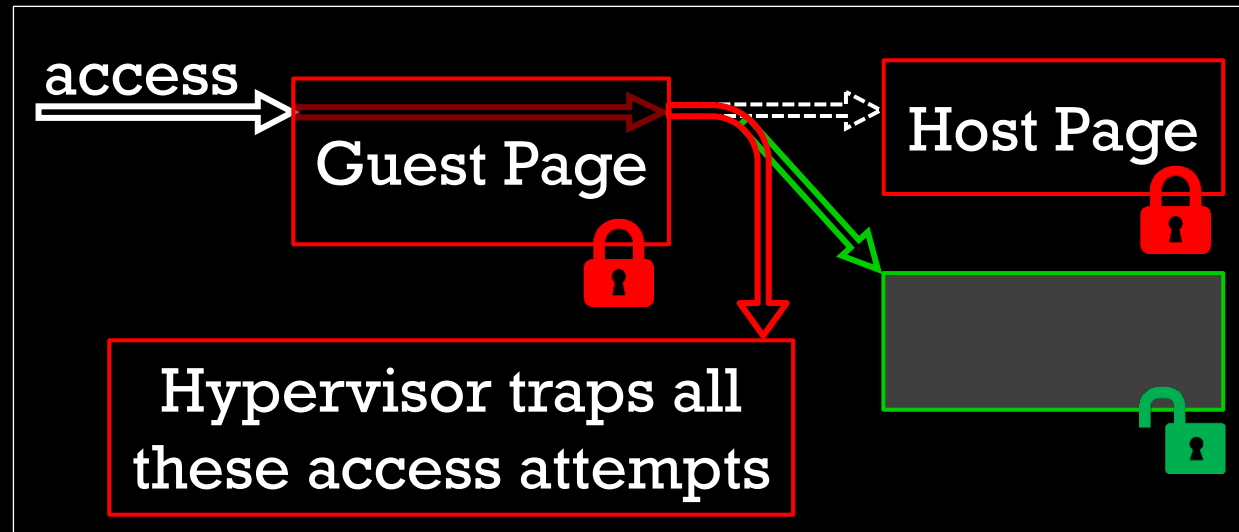 access
Guest Page
Host Page
Hypervisor traps all
these access attempts